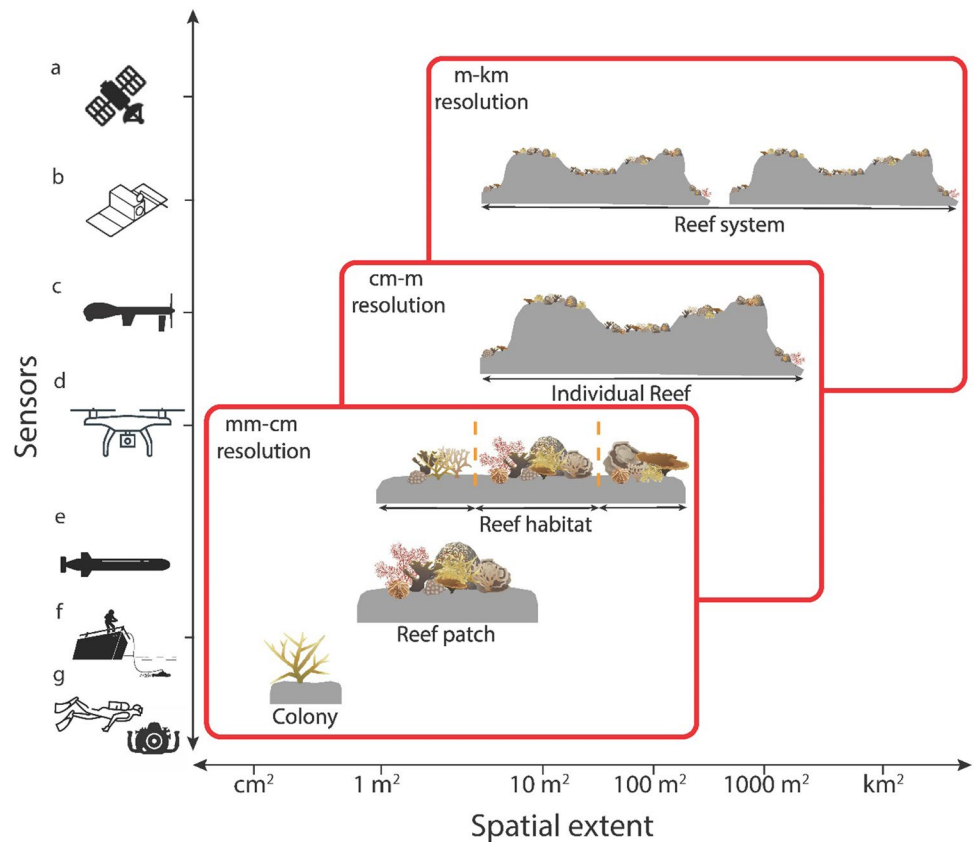 a
b
c
d
e
f
g
Sensors
m-km
resolution
Reef system
cm-m
resolution
Individual Reef
mm-cm
resolution
Reef habitat
Reef patch
Colony
cm²
1 m²
10 m²
100 m²
1000 m²
km²
Spatial extent